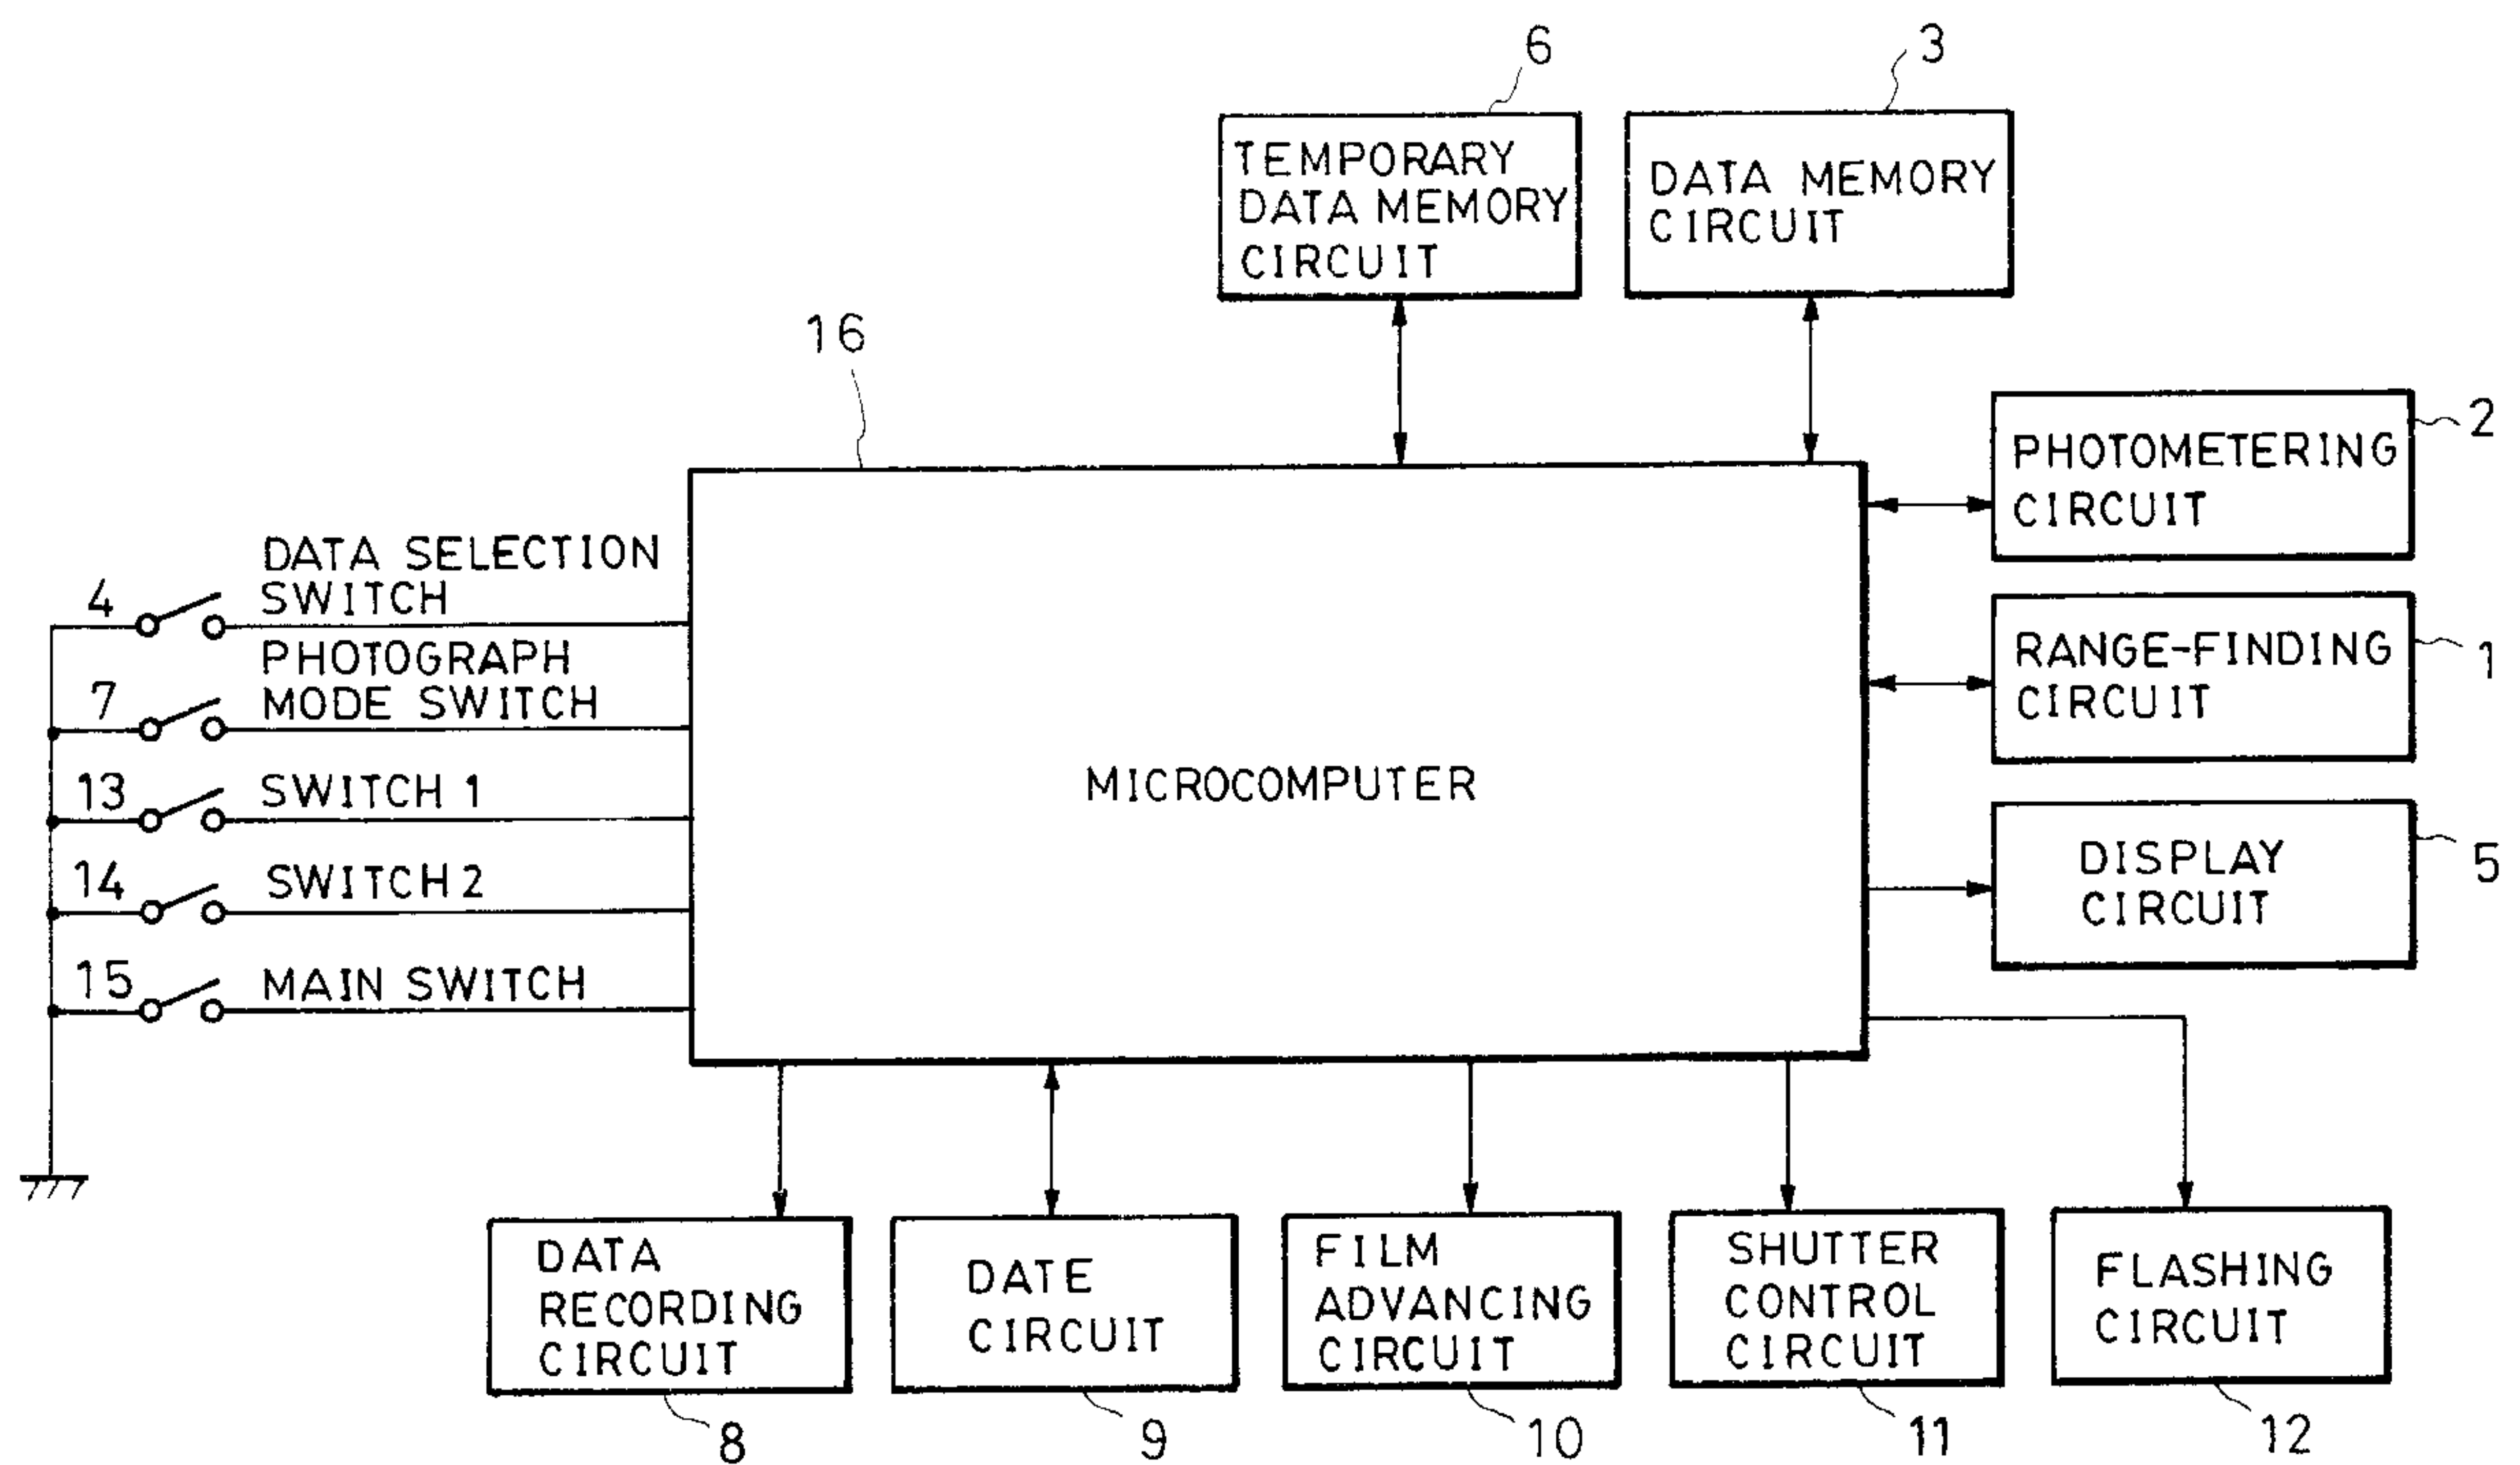 6
3
TEMPORARY
DATA MEMORY
CIRCUIT
DATA MEMORY
CIRCUIT
16
2
PHOTOMETERING
CIRCUIT
DATA SELECTION
SWITCH
4
PHOTOGRAPH
MODE SWITCH
7
RANGE-FINDING
CIRCUIT
1
13
SWITCH 1
MICROCOMPUTER
14
SWITCH 2
DISPLAY
CIRCUIT
5
15
MAIN SWITCH
DATA
RECORDING
CIRCUIT
DATE
CIRCUIT
FILM
ADVANCING
CIRCUIT
SHUTTER
CONTROL
CIRCUIT
FLASHING
CIRCUIT
8
9
10
11
12